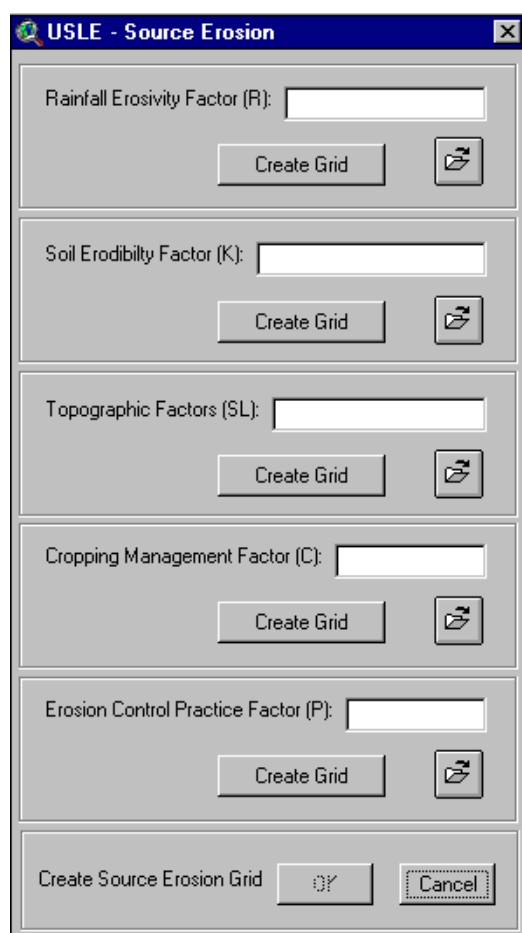 USLE - Source Erosion
Rainfall Erosivity Factor (R):
Create Grid
Soil Erodibilty Factor (K):
Create Grid
Topographic Factors (SL):
Create Grid
Cropping Management Factor (C):
Create Grid
Erosion Control Practice Factor (P):
Create Grid
Create Source Erosion Grid OK Cancel